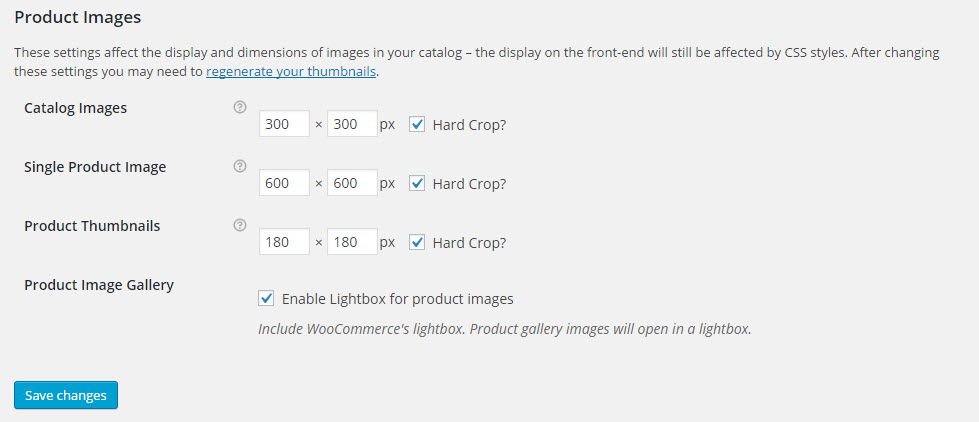 Product Images
These settings affect the display and dimensions of images in your catalog – the display on the front-end will still be affected by CSS styles. After changing
these settings you may need to regenerate your thumbnails.
Catalog Images ? 300 × 300 px Hard Crop?
Single Product Image ? 600 × 600 px Hard Crop?
Product Thumbnails ? 180 × 180 px Hard Crop?
Product Image Gallery
Enable Lightbox for product images
Include WooCommerce's lightbox. Product gallery images will open in a lightbox.
Save changes